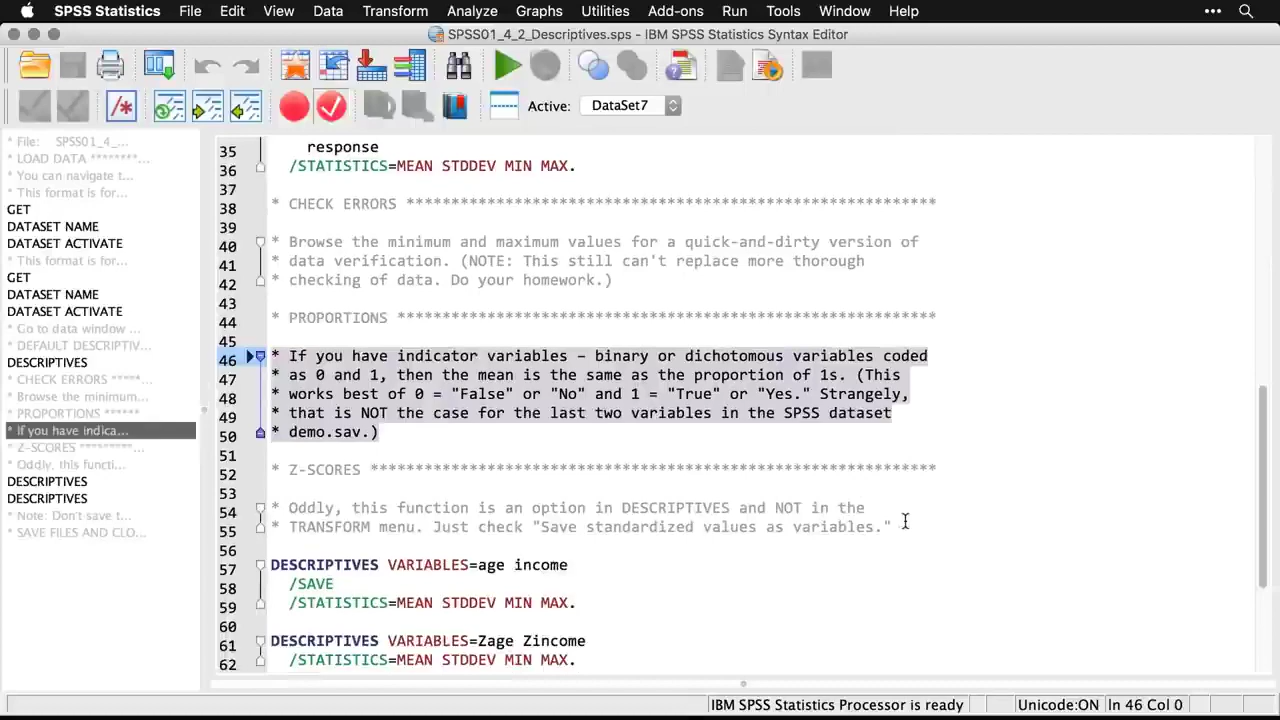 SPSS Statistics File Edit View Data Transform Analyze Graphs Utilities Add-ons Run Tools Window Help
SPSS01_4_2_Descriptives.sps - IBM SPSS Statistics Syntax Editor
Active: DataSet7
* File: SPSS01_4_...
* LOAD DATA ********...
* You can navigate t...
* This format is for...
GET
DATASET NAME
DATASET ACTIVATE
* This format is for...
GET
DATASET NAME
DATASET ACTIVATE
* Go to data window ...
* DEFAULT DESCRIPTIV...
DESCRIPTIVES
* CHECK ERRORS *****...
* Browse the minimum...
* PROPORTIONS ******
* If you have indica...
* Z-SCORES *********...
* Oddly, this functi...
DESCRIPTIVES
DESCRIPTIVES
* Note: Don't save t...
* SAVE FILES AND CLO...
35 response
36 /STATISTICS=MEAN STDDEV MIN MAX.
37
38 * CHECK ERRORS ***********************************************************
39
40 * Browse the minimum and maximum values for a quick-and-dirty version of
41 * data verification. (NOTE: This still can't replace more thorough
42 * checking of data. Do your homework.)
43
44 * PROPORTIONS ************************************************************
45
46 * If you have indicator variables – binary or dichotomous variables coded
47 * as 0 and 1, then the mean is the same as the proportion of 1s. (This
48 * works best of 0 = "False" or "No" and 1 = "True" or "Yes." Strangely,
49 * that is NOT the case for the last two variables in the SPSS dataset
50 * demo.sav.)
51
52 * Z-SCORES ***************************************************************
53
54 * Oddly, this function is an option in DESCRIPTIVES and NOT in the
55 * TRANSFORM menu. Just check "Save standardized values as variables."
56
57 DESCRIPTIVES VARIABLES=age income
58 /SAVE
59 /STATISTICS=MEAN STDDEV MIN MAX.
60
61 DESCRIPTIVES VARIABLES=Zage Zincome
62 /STATISTICS=MEAN STDDEV MIN MAX.
IBM SPSS Statistics Processor is ready Unicode:ON In 46 Col 0